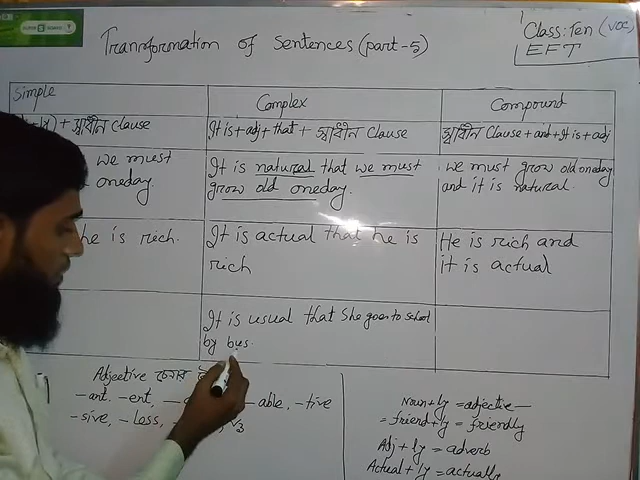 Transformation of Sentences (part-5)
Class: Ten (VOC)
EFT
Simple
Complex
Compound
+ স্বাধীন Clause
It is + adj + that + স্বাধীন Clause
স্বাধীন Clause + and + It is + adj
we must
oneday.
It is natural that we must
grow old oneday.
we must grow old oneday
and it is natural.
he is rich.
It is actual that he is
rich
He is rich and
it is actual
It is usual that She goes to school
by bus.
Adjective চেনার
-ant, -ent,
able, -tive
-sive, -less,
V3
Noun + ly = adjective
= friend + ly = friendly
Adj + ly = adverb
Actual + ly = actually